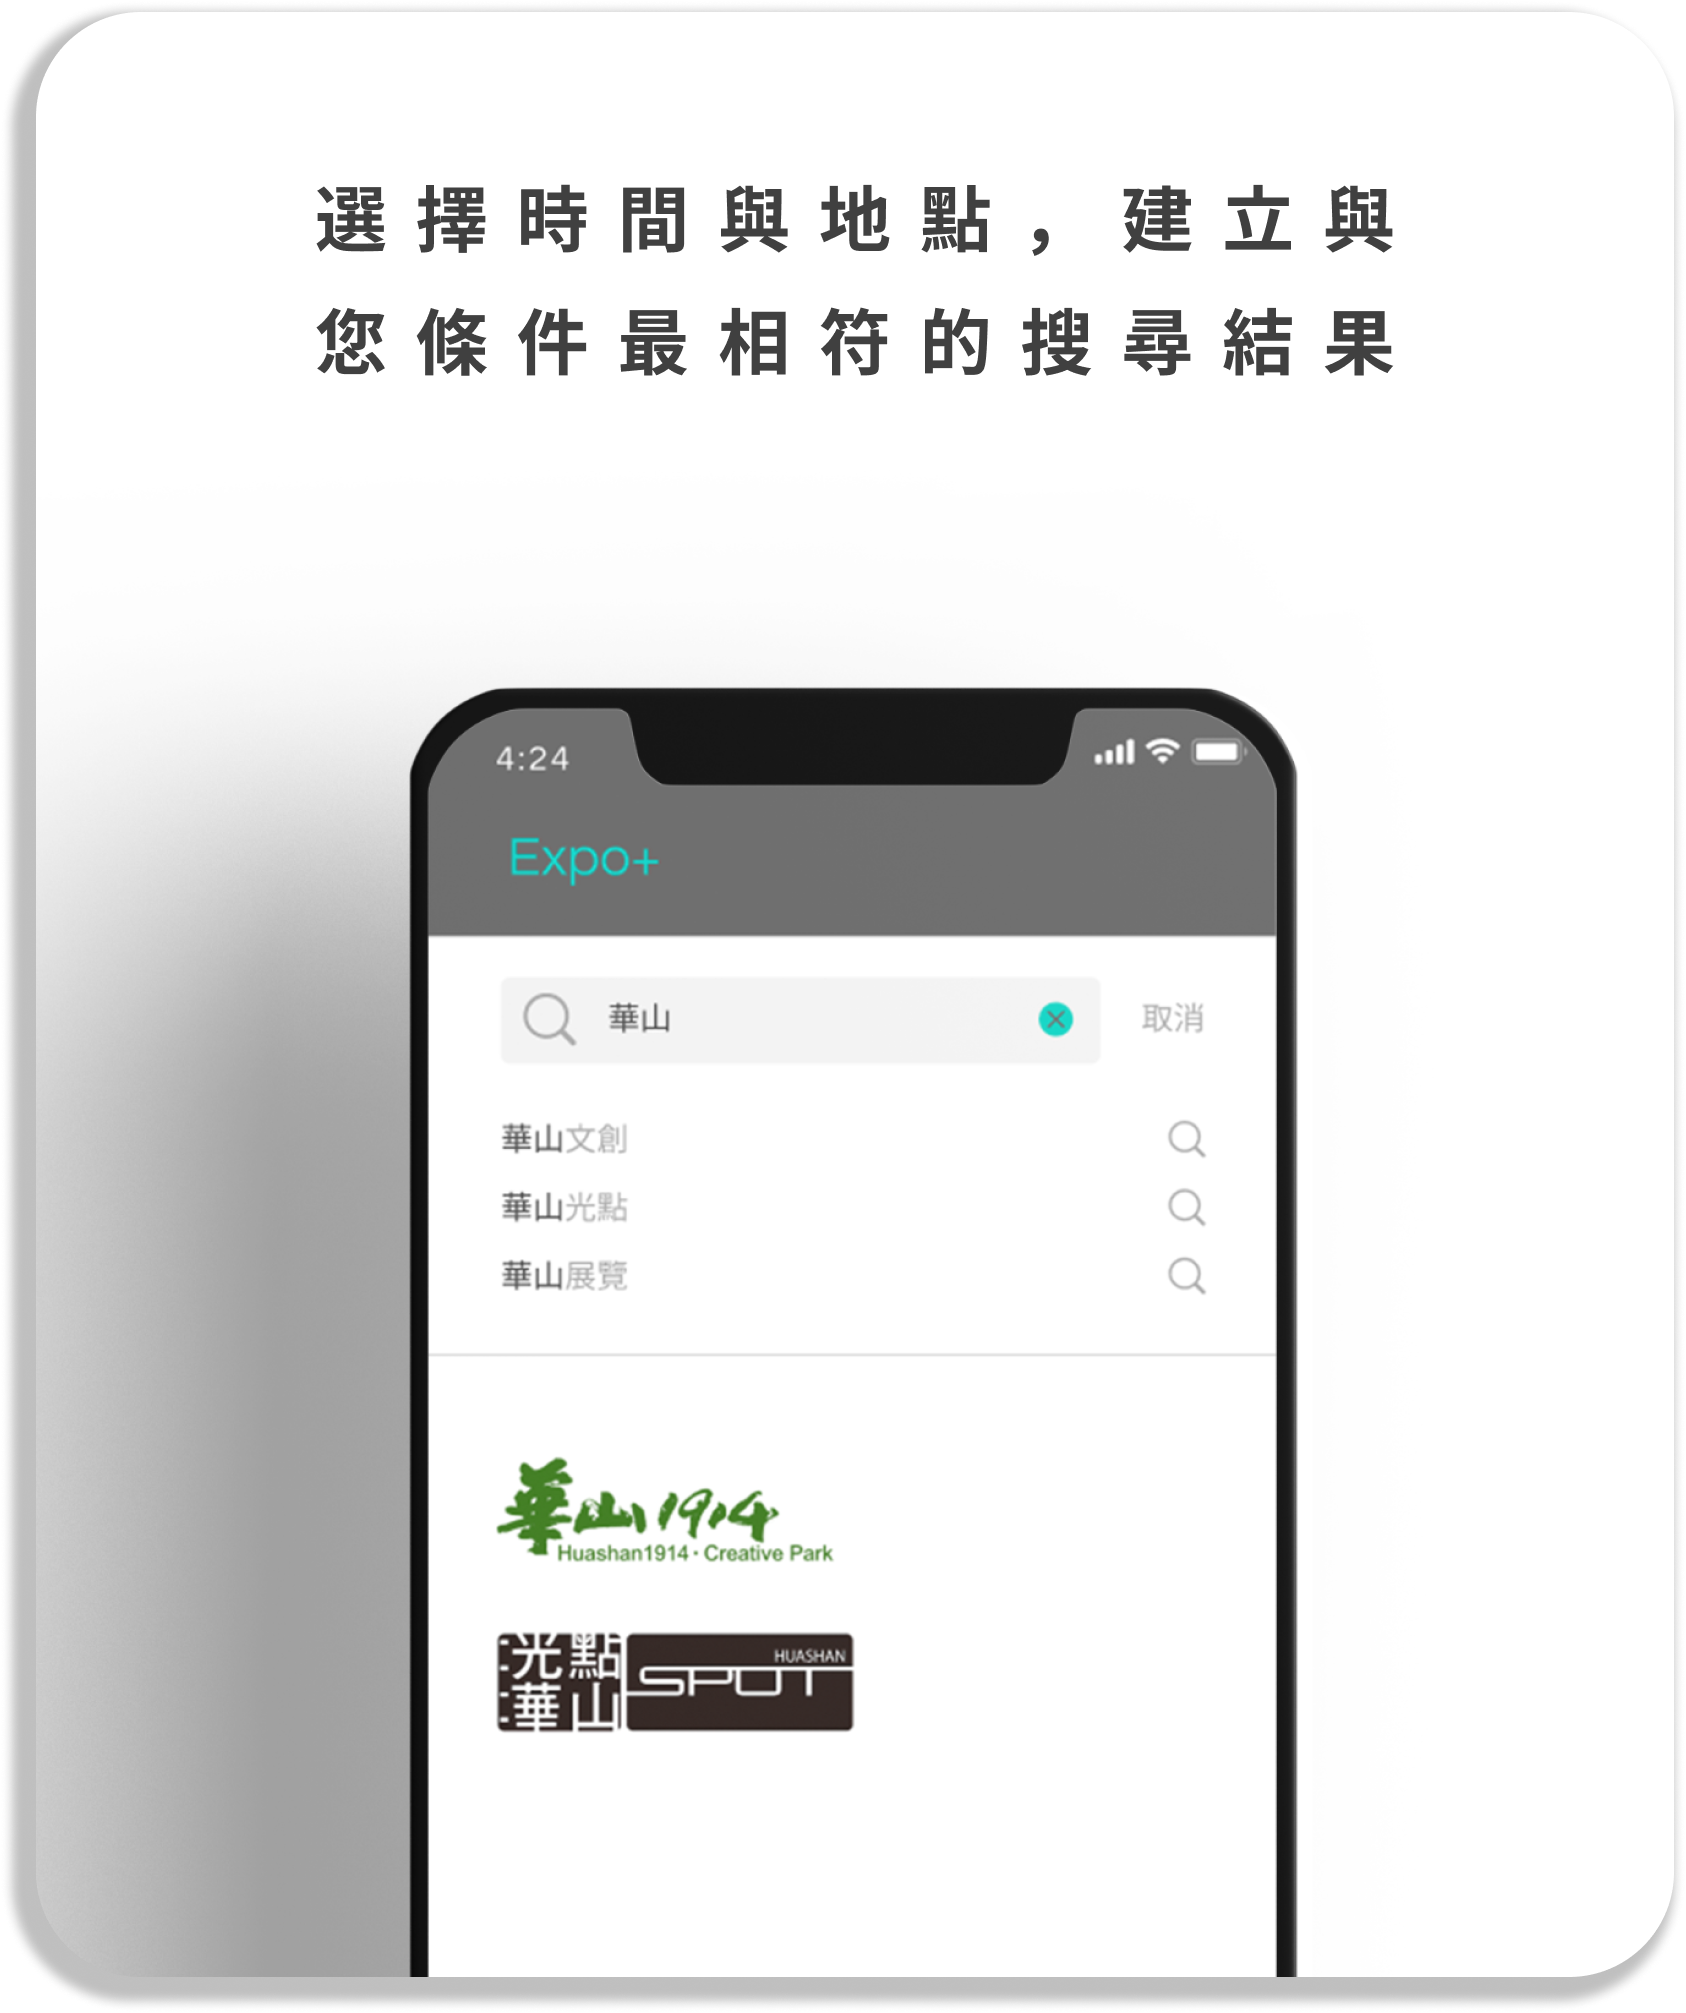 選擇時間與地點，建立與
您條件最相符的搜尋結果
4:24
Expo+
華山
取消
華山文創
華山光點
華山展覽
華山1914
Huashan1914·Creative Park
光點
華山
HUASHAN
SPOT